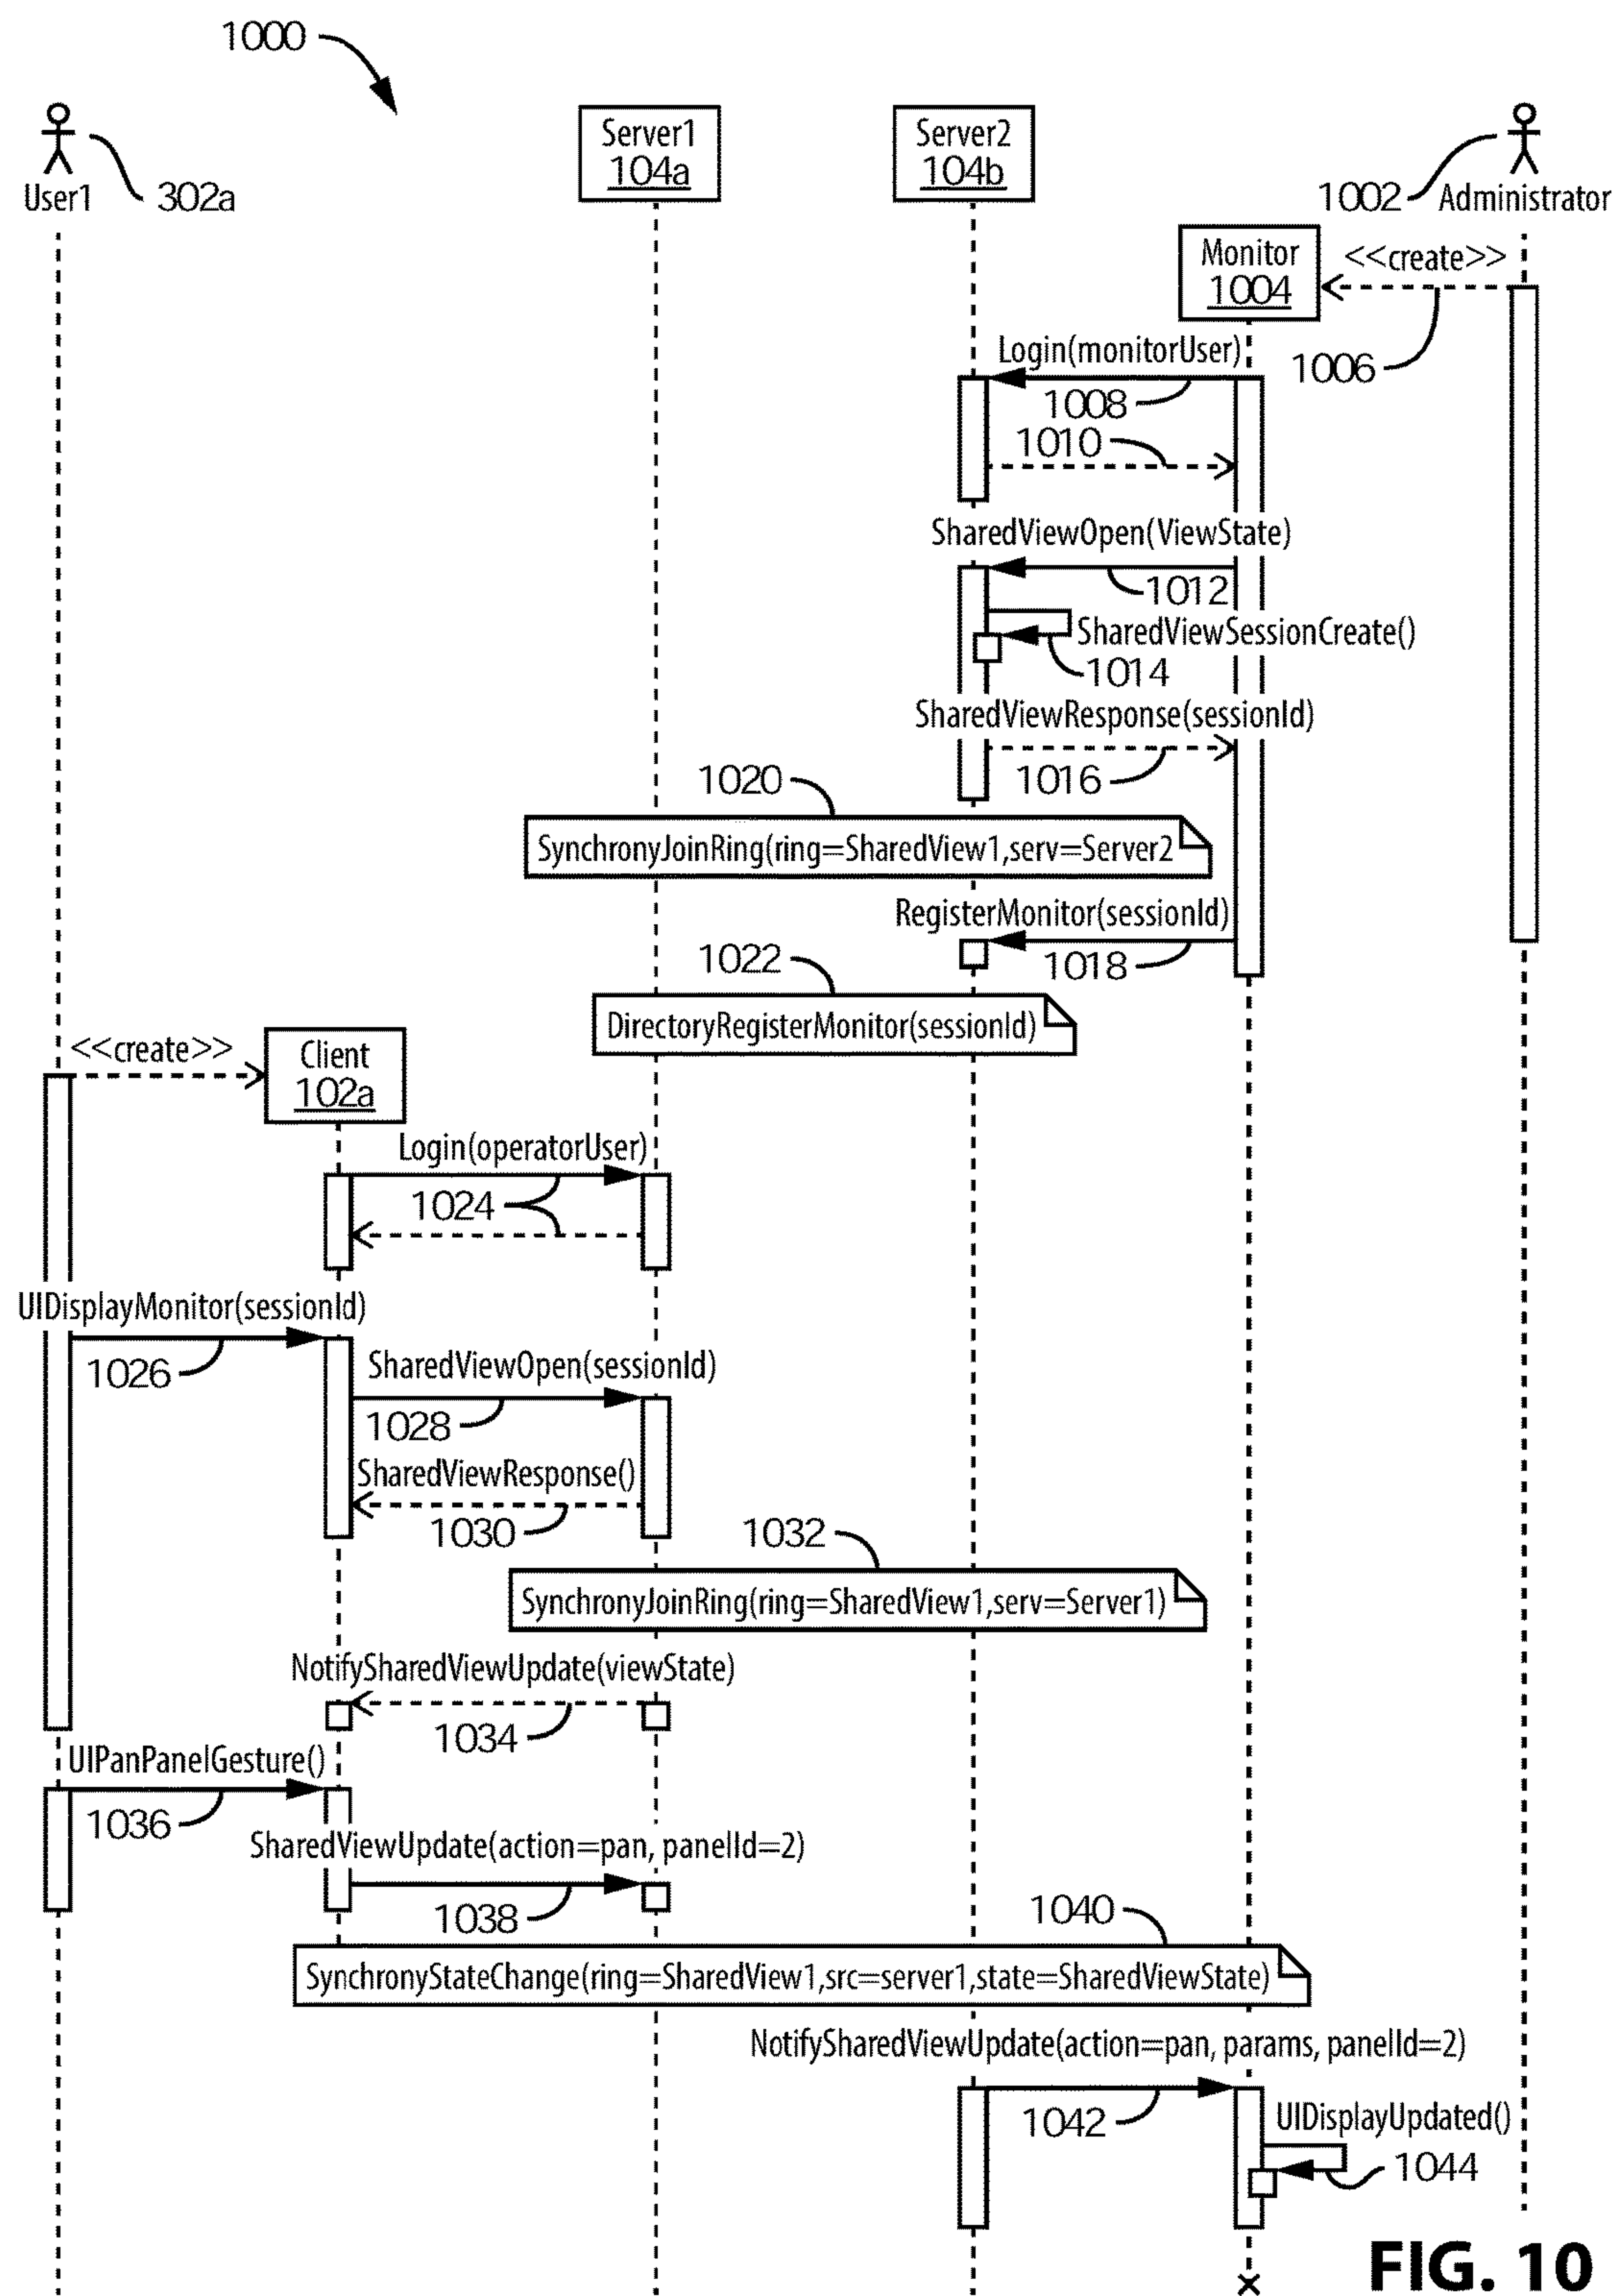 1000
Server1
104a
Server2
104b
User1
302a
1002
Administrator
Monitor
1004
<<create>>
1006
Login(monitorUser)
1008
1010
SharedViewOpen(ViewState)
1012
SharedViewSessionCreate()
1014
SharedViewResponse(sessionId)
1016
1020
SynchronyJoinRing(ring=SharedView1,serv=Server2
RegisterMonitor(sessionId)
1018
1022
DirectoryRegisterMonitor(sessionId)
<<create>>
Client
102a
Login(operatorUser)
1024
UIDisplayMonitor(sessionId)
1026
SharedViewOpen(sessionId)
1028
SharedViewResponse()
1030
1032
SynchronyJoinRing(ring=SharedView1,serv=Server1)
NotifySharedViewUpdate(viewState)
1034
UIPanPanelGesture()
1036
SharedViewUpdate(action=pan, panelId=2)
1038
1040
SynchronyStateChange(ring=SharedView1,src=server1,state=SharedViewState)
NotifySharedViewUpdate(action=pan, params, panelId=2)
1042
UIDisplayUpdated()
1044
FIG. 10